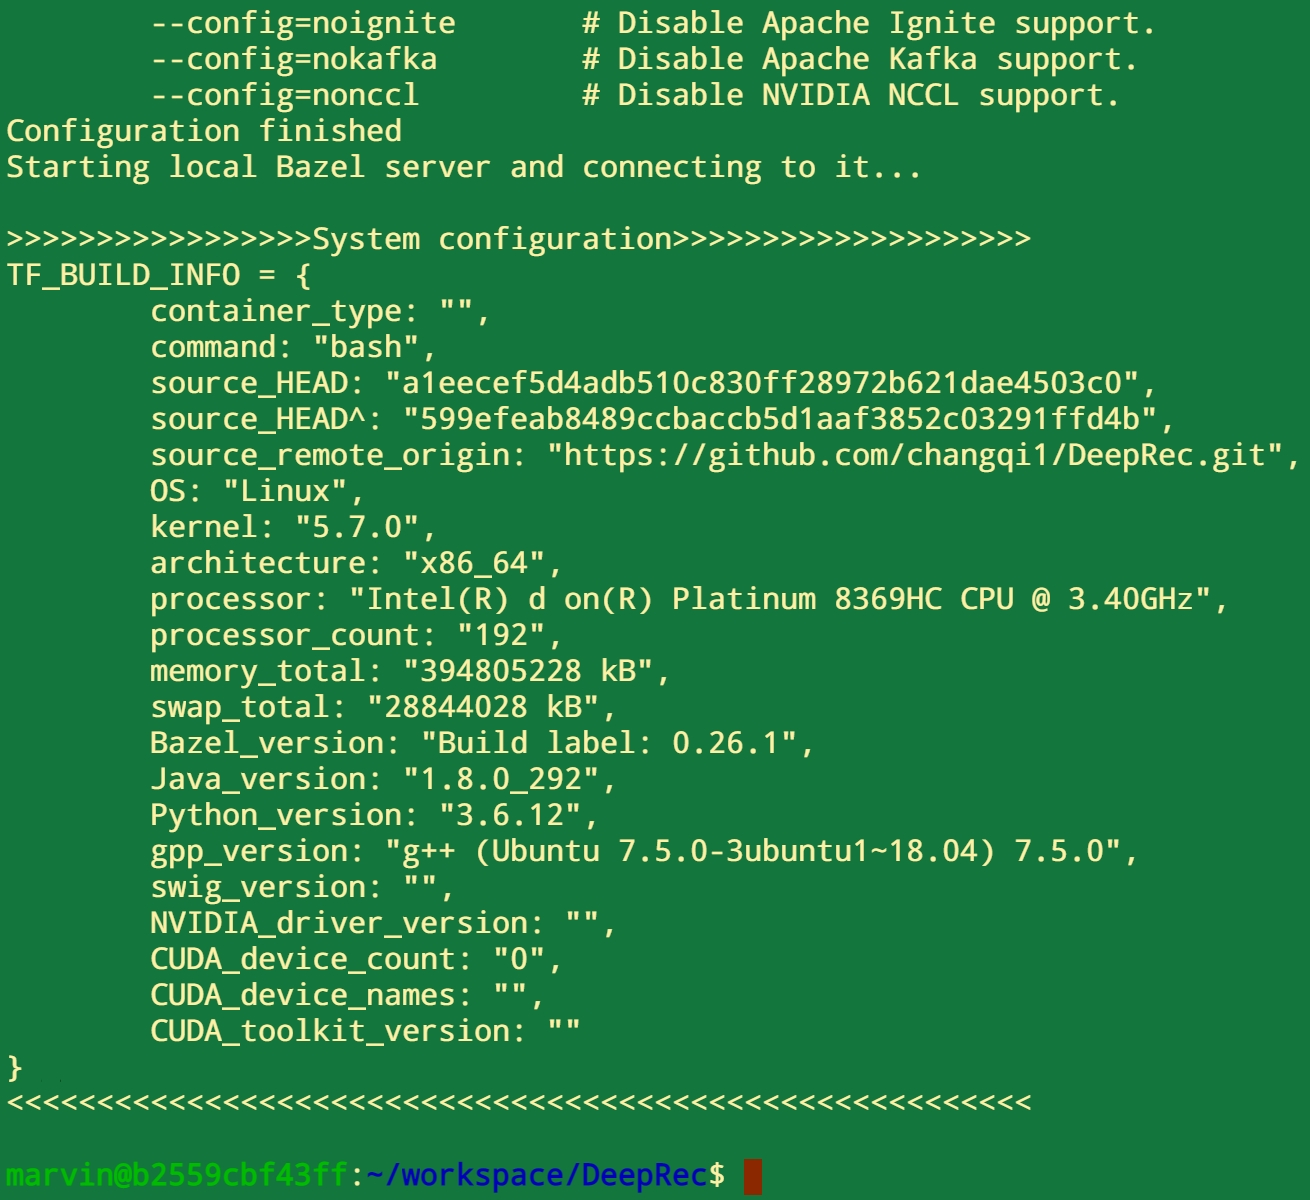 --config=noignite # Disable Apache Ignite support.
--config=nokafka # Disable Apache Kafka support.
--config=nonccl # Disable NVIDIA NCCL support.
Configuration finished
Starting local Bazel server and connecting to it...
>>>>>>>>>>>>>>>>>System configuration>>>>>>>>>>>>>>>>>>>>
TF_BUILD_INFO = {
container_type: "",
command: "bash",
source_HEAD: "a1eecef5d4adb510c830ff28972b621dae4503c0",
source_HEAD^: "599efeab8489ccbaccb5d1aaf3852c03291ffd4b",
source_remote_origin: "https://github.com/changqi1/DeepRec.git",
OS: "Linux",
kernel: "5.7.0",
architecture: "x86_64",
processor: "Intel(R) d on(R) Platinum 8369HC CPU @ 3.40GHz",
processor_count: "192",
memory_total: "394805228 kB",
swap_total: "28844028 kB",
Bazel_version: "Build label: 0.26.1",
Java_version: "1.8.0_292",
Python_version: "3.6.12",
gpp_version: "g++ (Ubuntu 7.5.0-3ubuntu1~18.04) 7.5.0",
swig_version: "",
NVIDIA_driver_version: "",
CUDA_device_count: "0",
CUDA_device_names: "",
CUDA_toolkit_version: ""
}
<<<<<<<<<<<<<<<<<<<<<<<<<<<<<<<<<<<<<<<<<<<<<<<<<<<<<<<<<
marvin@b2559cbf43ff:~/workspace/DeepRec$